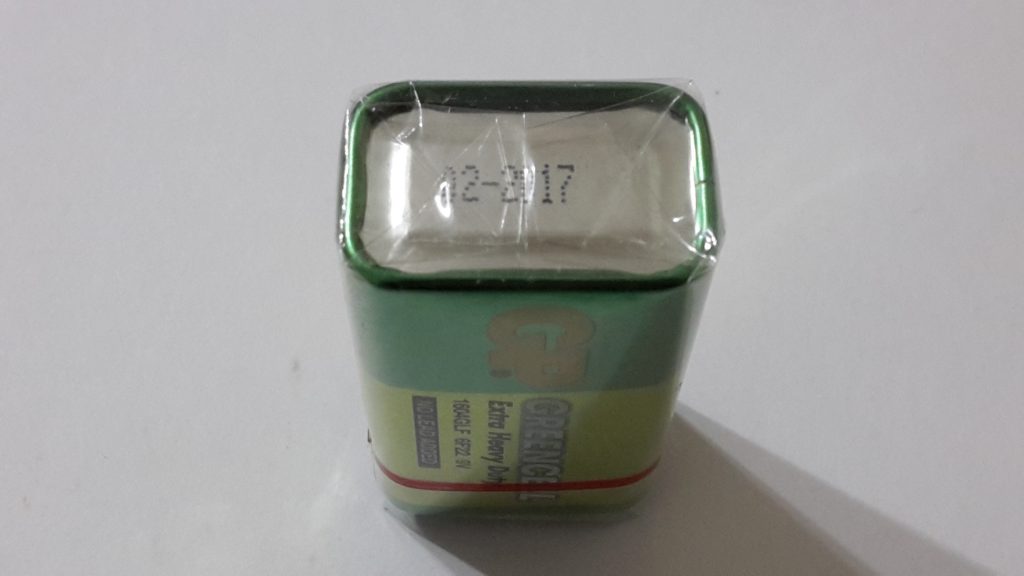 02-2017
GP
GREENCELL
Extra Heavy Duty
1604GLF 6F22 9V